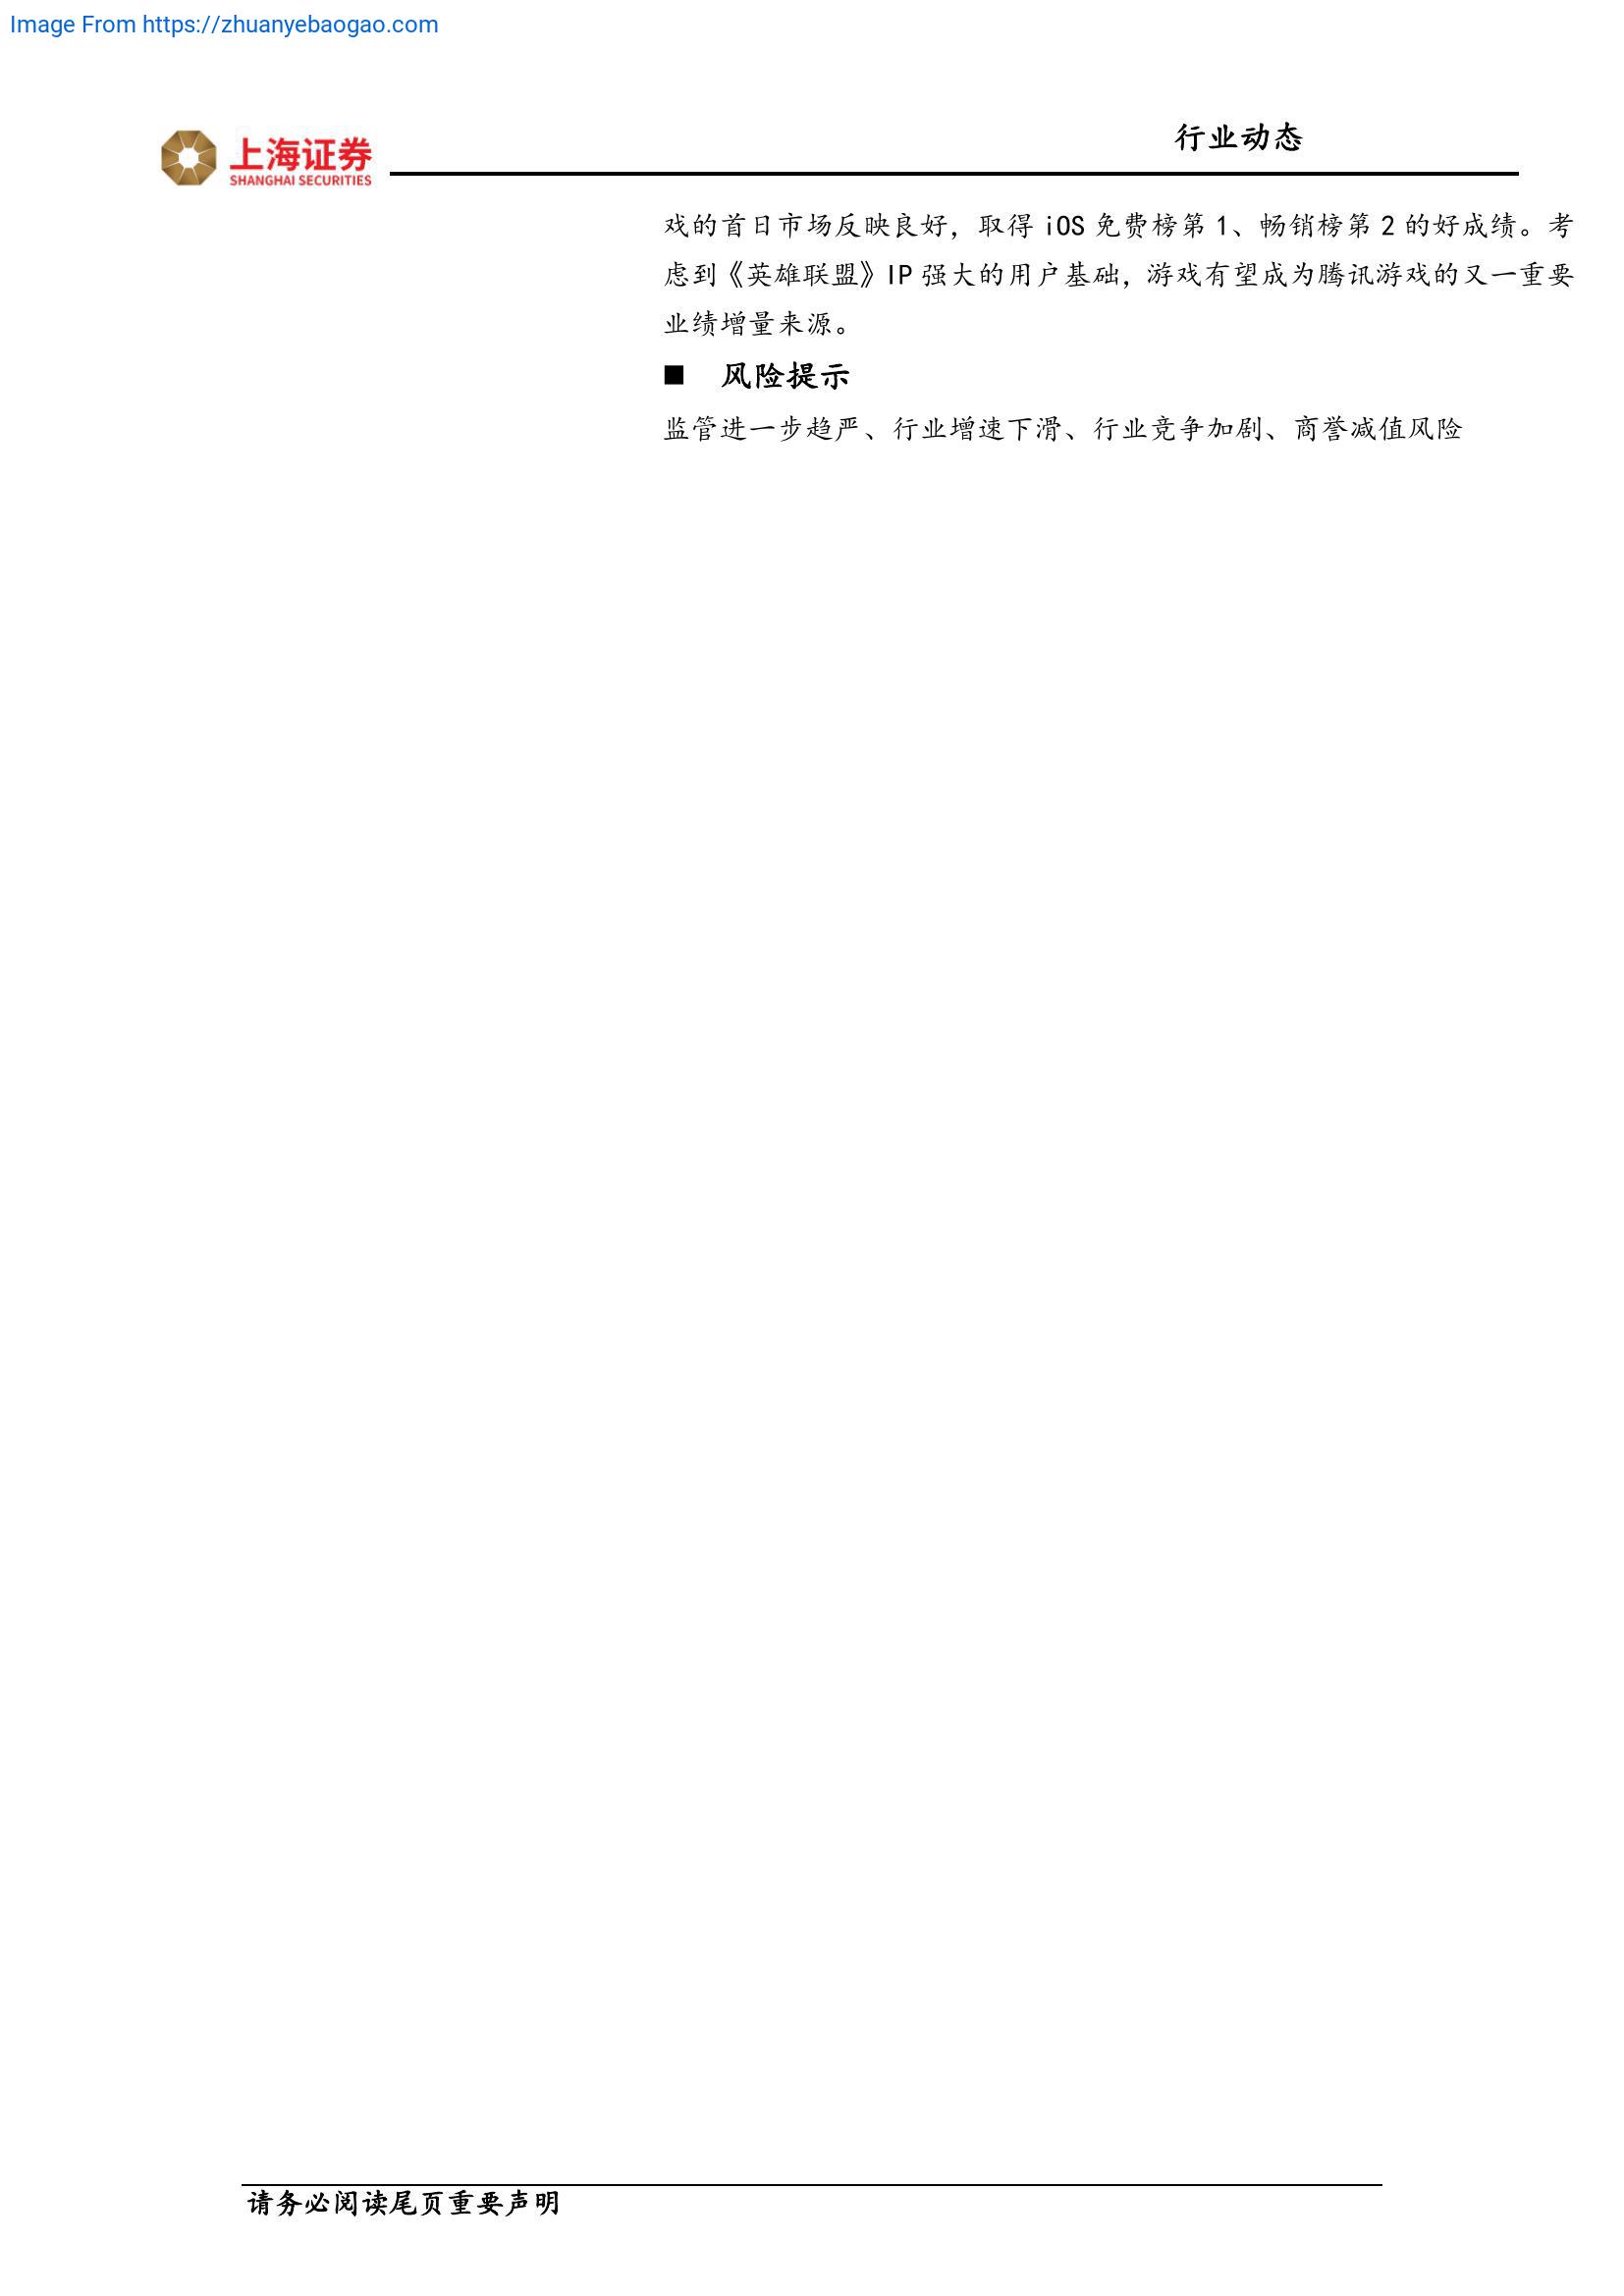 Image From https://zhuanyebaogao.com
行业动态
上海证券
SHANGHAI SECURITIES
戏的首日市场反映良好，取得 iOS 免费榜第 1、畅销榜第 2 的好成绩。考
虑到《英雄联盟》IP 强大的用户基础，游戏有望成为腾讯游戏的又一重要
业绩增量来源。
■ 风险提示
监管进一步趋严、行业增速下滑、行业竞争加剧、商誉减值风险
请务必阅读尾页重要声明